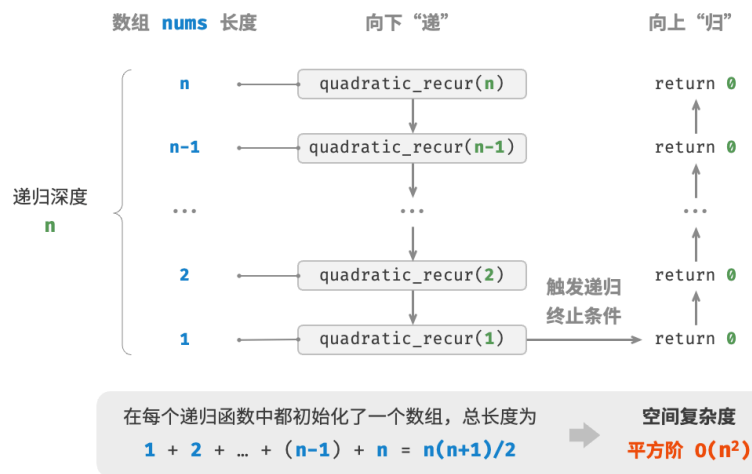 数组 nums 长度 向下“递” 向上“归”
n quadratic_recur(n) return 0
n-1 quadratic_recur(n-1) return 0
递归深度
n
... ... ...
2 quadratic_recur(2) return 0
触发递归
终止条件
1 quadratic_recur(1) return 0
在每个递归函数中都初始化了一个数组，总长度为
1 + 2 + … + (n-1) + n = n(n+1)/2
空间复杂度
平方阶 O(n²)